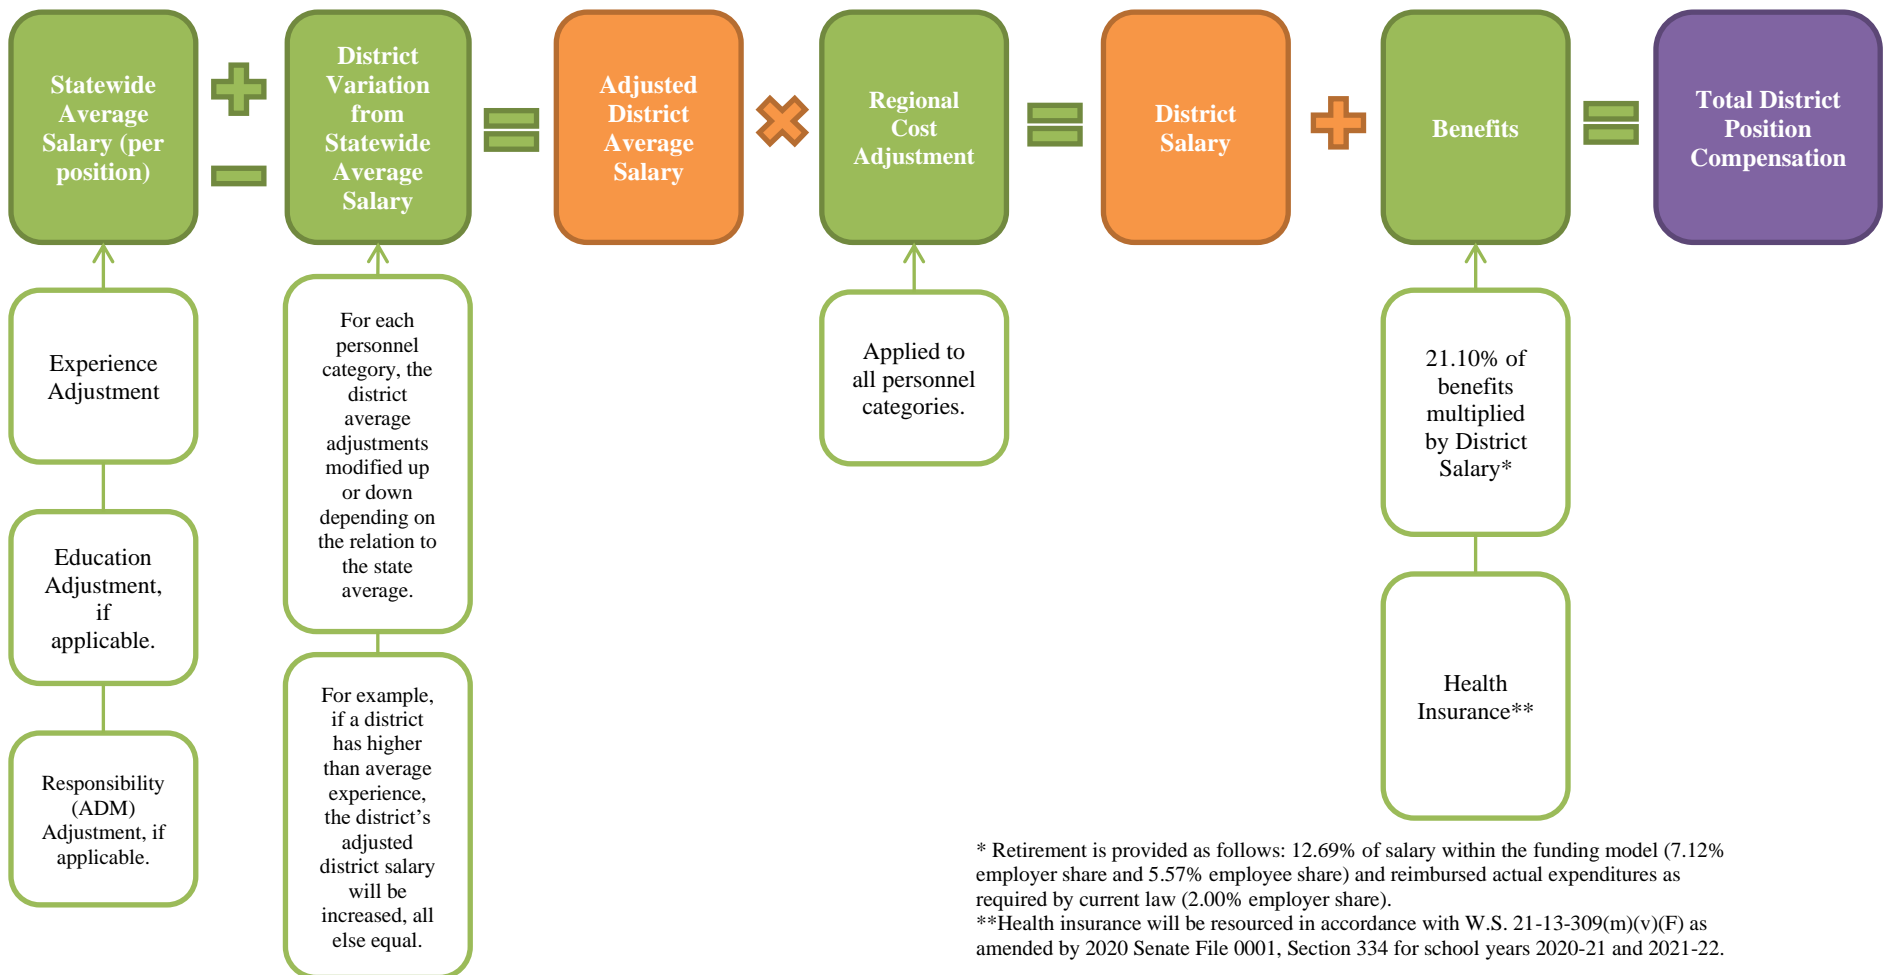 Statewide
Average
Salary (per
position)
District
Variation
from
Statewide
Average
Salary
Adjusted
District
Average
Salary
Regional
Cost
Adjustment
District
Salary
Benefits
Total District
Position
Compensation
Experience
Adjustment
Education
Adjustment,
if
applicable.
Responsibility
(ADM)
Adjustment, if
applicable.
For each
personnel
category, the
district
average
adjustments
modified up
or down
depending on
the relation to
the state
average.
For example,
if a district
has higher
than average
experience,
the district’s
adjusted
district salary
will be
increased, all
else equal.
Applied to
all personnel
categories.
21.10% of
benefits
multiplied
by District
Salary*
Health
Insurance**
* Retirement is provided as follows: 12.69% of salary within the funding model (7.12%
employer share and 5.57% employee share) and reimbursed actual expenditures as
required by current law (2.00% employer share).
**Health insurance will be resourced in accordance with W.S. 21-13-309(m)(v)(F) as
amended by 2020 Senate File 0001, Section 334 for school years 2020-21 and 2021-22.